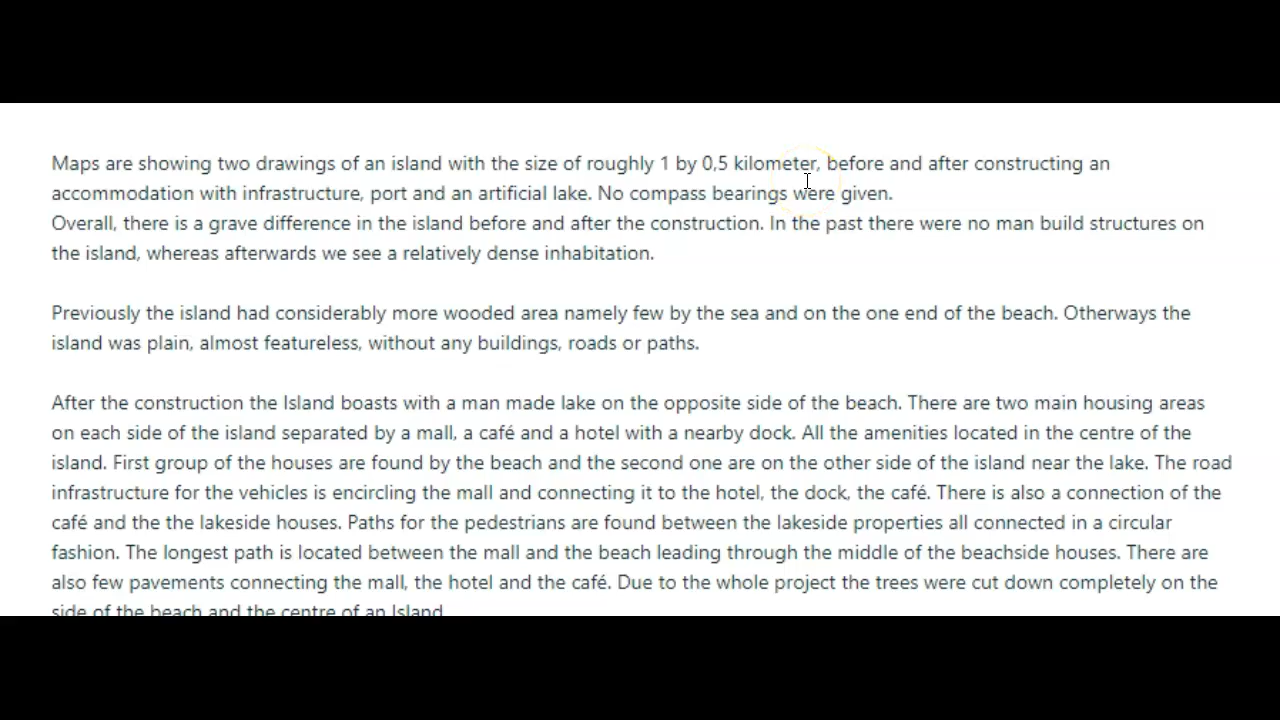 Maps are showing two drawings of an island with the size of roughly 1 by 0,5 kilometer, before and after constructing an
accommodation with infrastructure, port and an artificial lake. No compass bearings were given.
Overall, there is a grave difference in the island before and after the construction. In the past there were no man build structures on
the island, whereas afterwards we see a relatively dense inhabitation.
Previously the island had considerably more wooded area namely few by the sea and on the one end of the beach. Otherways the
island was plain, almost featureless, without any buildings, roads or paths.
After the construction the Island boasts with a man made lake on the opposite side of the beach. There are two main housing areas
on each side of the island separated by a mall, a café and a hotel with a nearby dock. All the amenities located in the centre of the
island. First group of the houses are found by the beach and the second one are on the other side of the island near the lake. The road
infrastructure for the vehicles is encircling the mall and connecting it to the hotel, the dock, the café. There is also a connection of the
café and the the lakeside houses. Paths for the pedestrians are found between the lakeside properties all connected in a circular
fashion. The longest path is located between the mall and the beach leading through the middle of the beachside houses. There are
also few pavements connecting the mall, the hotel and the café. Due to the whole project the trees were cut down completely on the
side of the beach and the centre of an Island